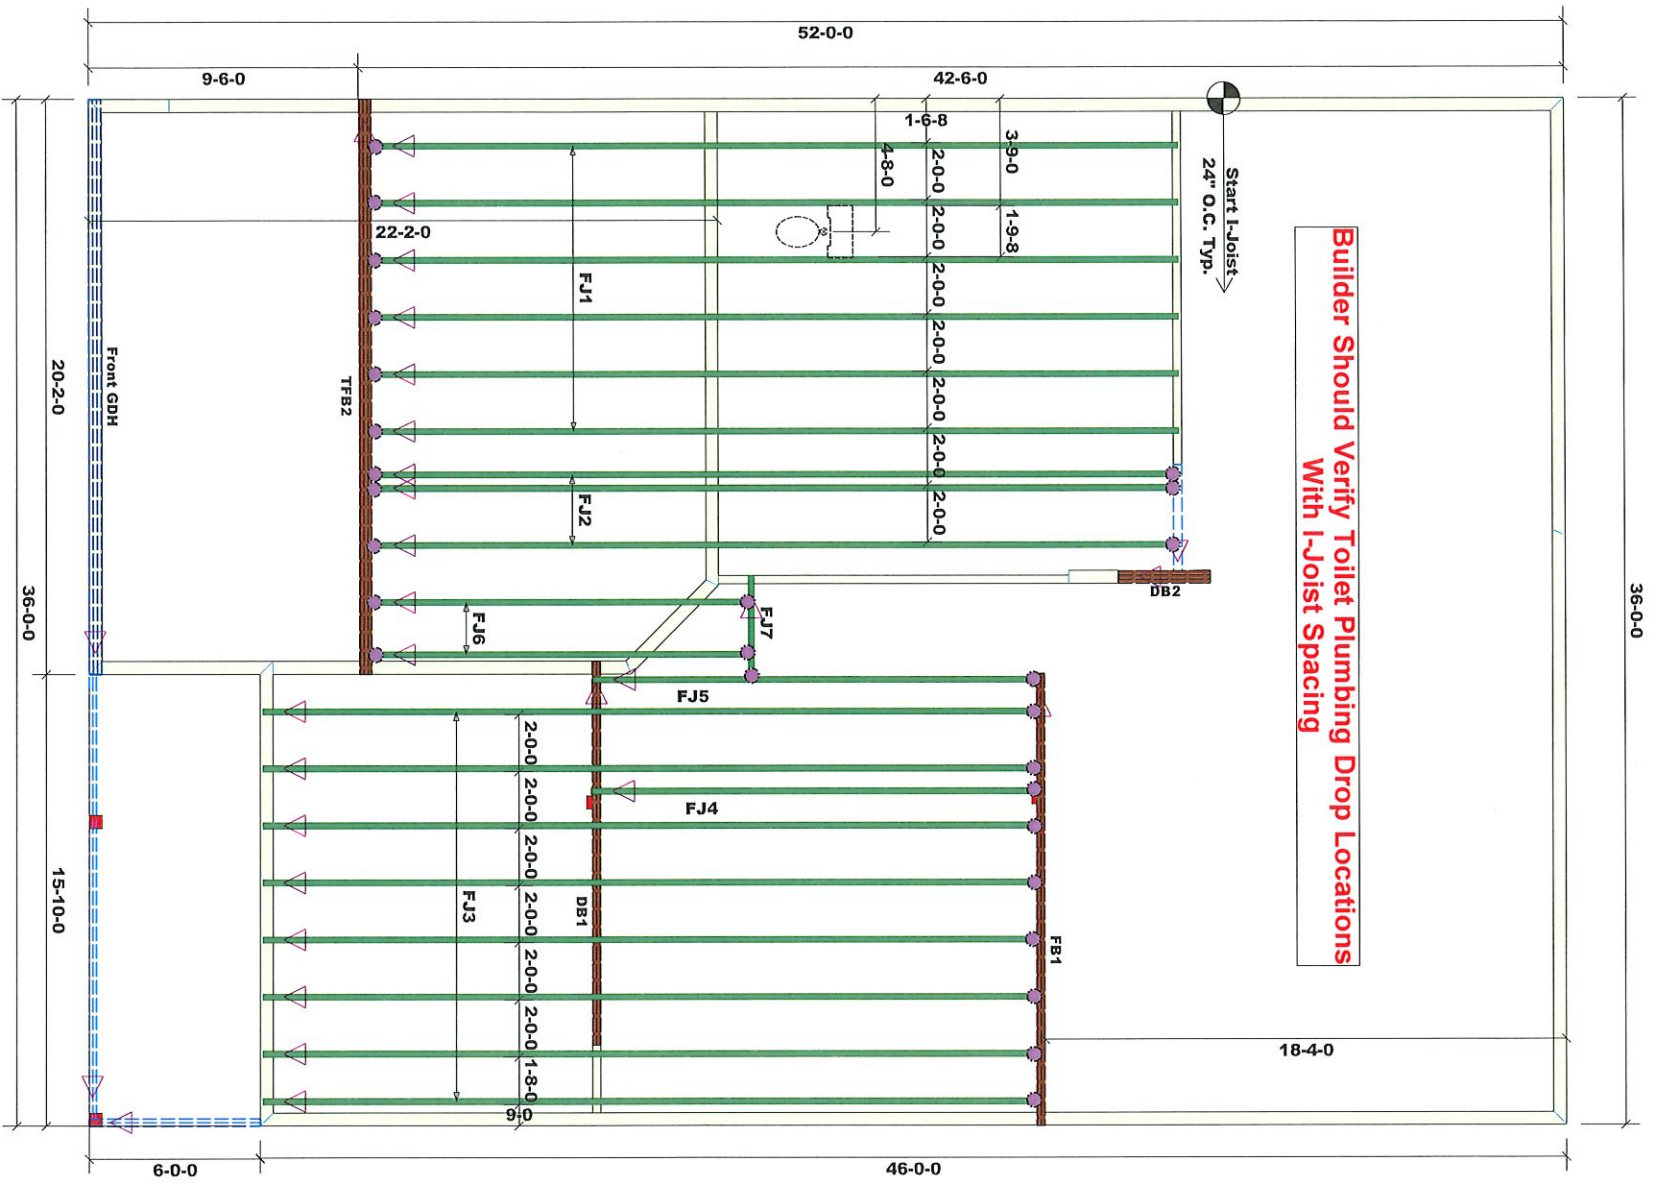 52-0-0
9-6-0
42-6-0
1-6-8
3-9-0
4-8-0
2-0-0
2-0-0
2-0-0
2-0-0
2-0-0
2-0-0
2-0-0
1-9-8
Start I-Joist
24" O.C. Typ.
Builder Should Verify Toilet Plumbing Drop Locations
With I-Joist Spacing
22-2-0
FJ1
FJ2
TFB2
Front GDH
20-2-0
36-0-0
36-0-0
DB2
FJ6
FJ7
FJ5
FJ4
FJ3
2-0-0
2-0-0
2-0-0
2-0-0
2-0-0
2-0-0
1-8-0
9-0
DB1
FB1
15-10-0
18-4-0
6-0-0
46-0-0